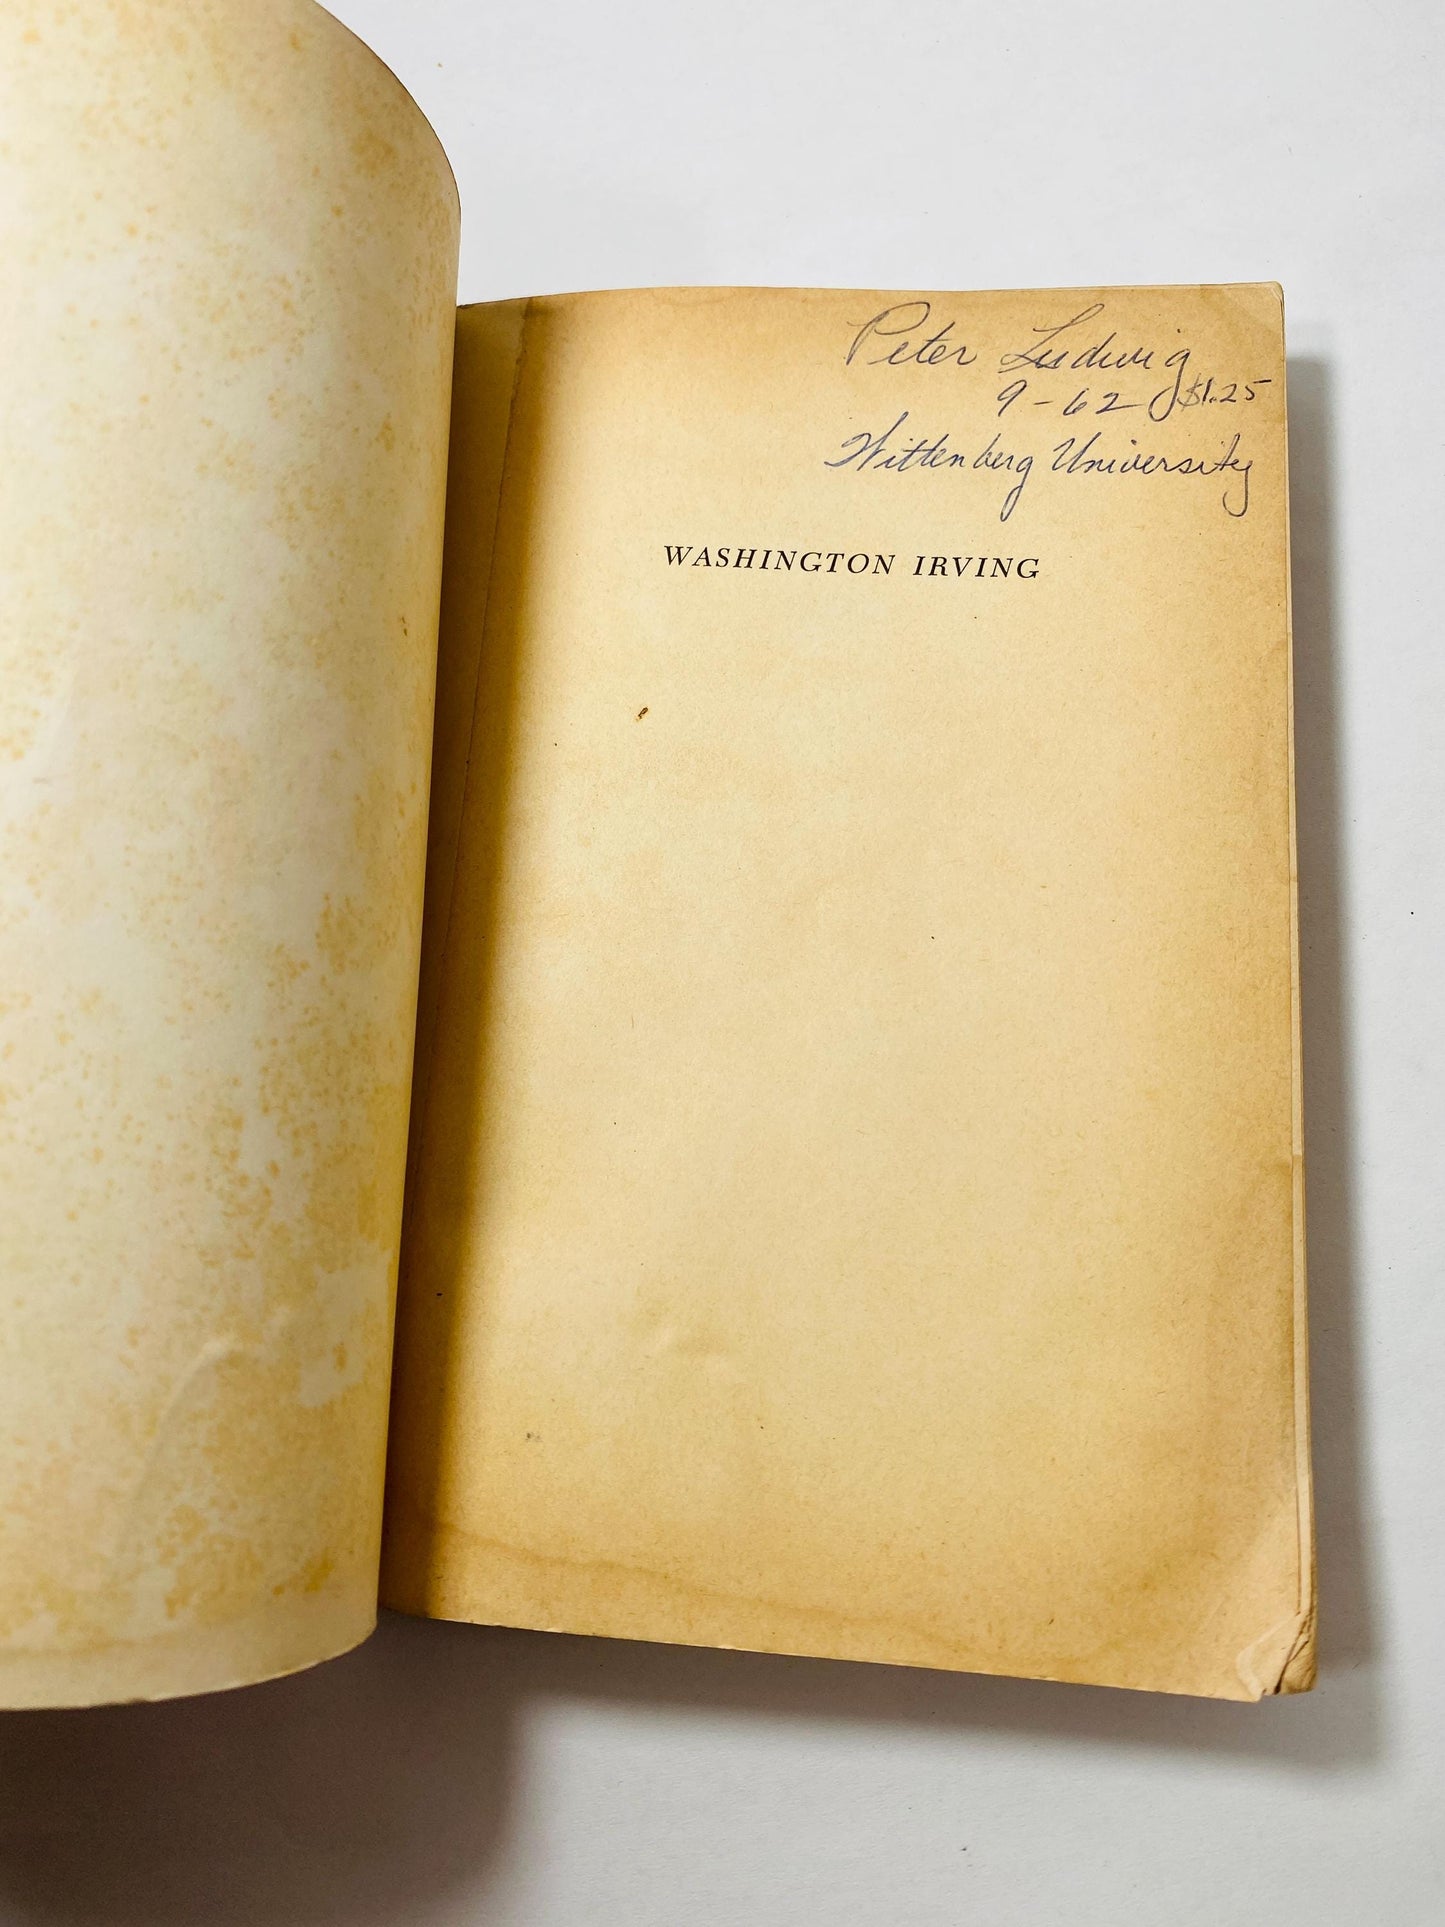 Peter Ludwig
9-62 $1.25
Wittenberg University
WASHINGTON IRVING